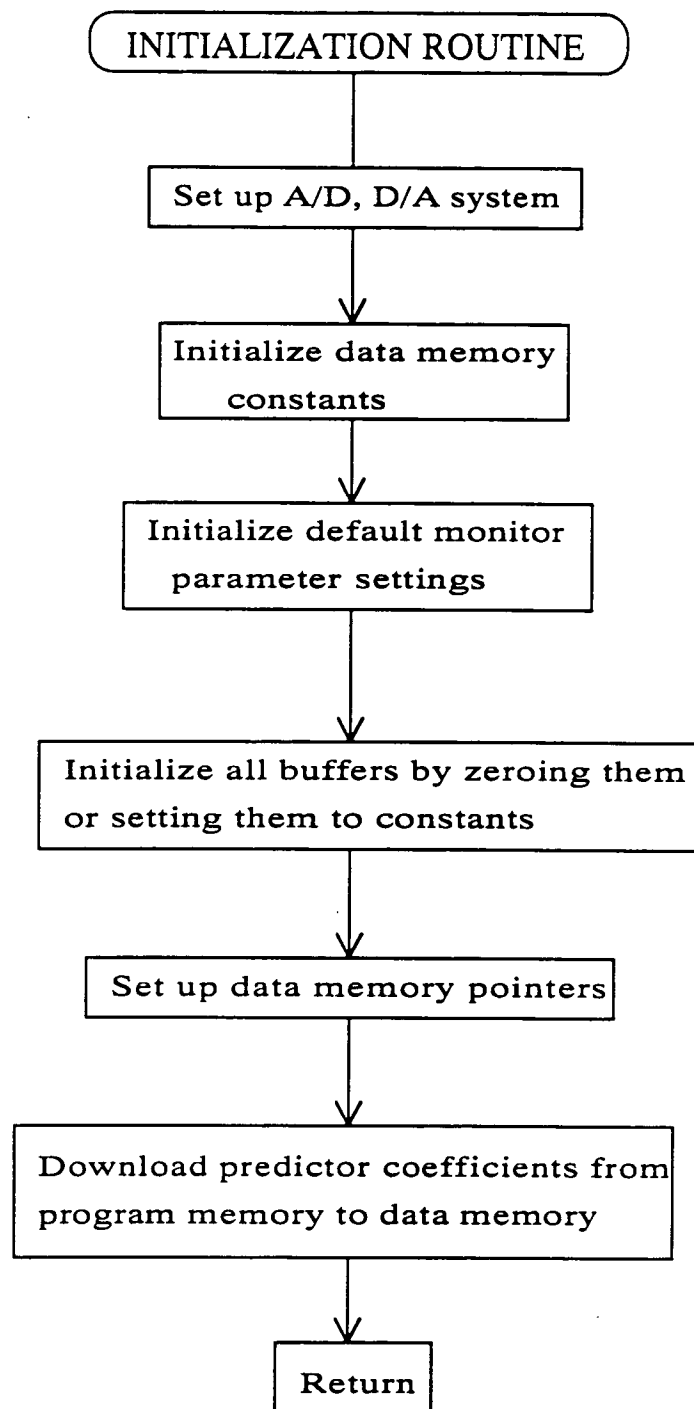 INITIALIZATION ROUTINE
Set up A/D, D/A system
Initialize data memory
constants
Initialize default monitor
parameter settings
Initialize all buffers by zeroing them
or setting them to constants
Set up data memory pointers
Download predictor coefficients from
program memory to data memory
Return